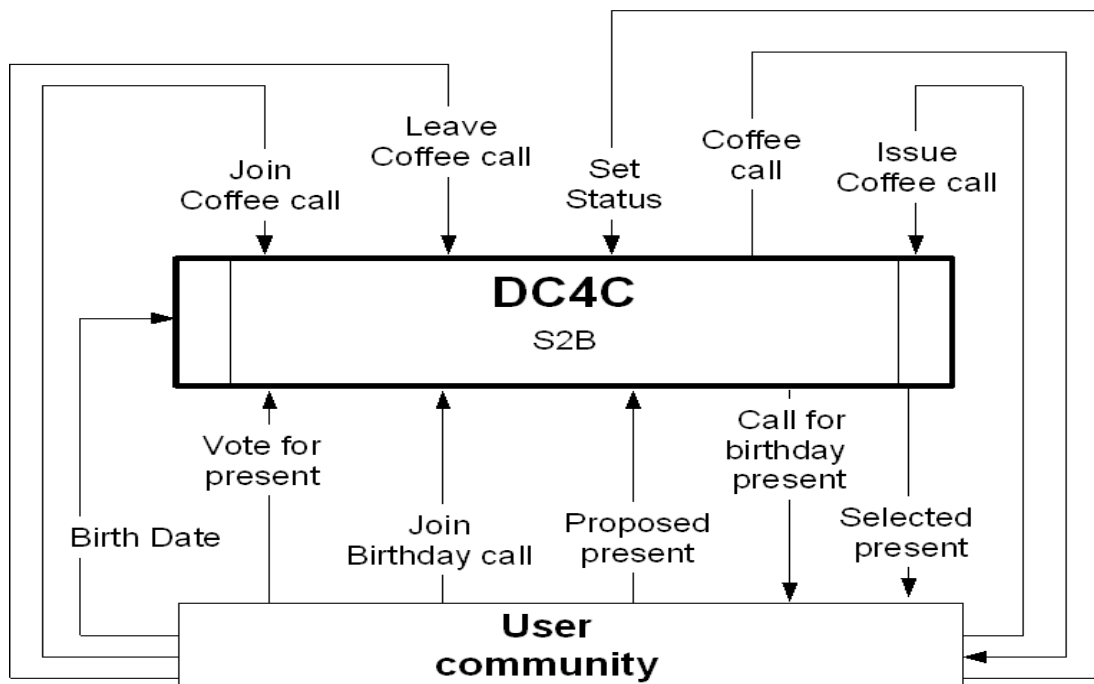 Leave
Coffee call
Join
Coffee call
Set
Status
Coffee
call
Issue
Coffee call
DC4C
S2B
Vote for
present
Birth Date
Join
Birthday call
Proposed
present
Call for
birthday
present
Selected
present
User
community